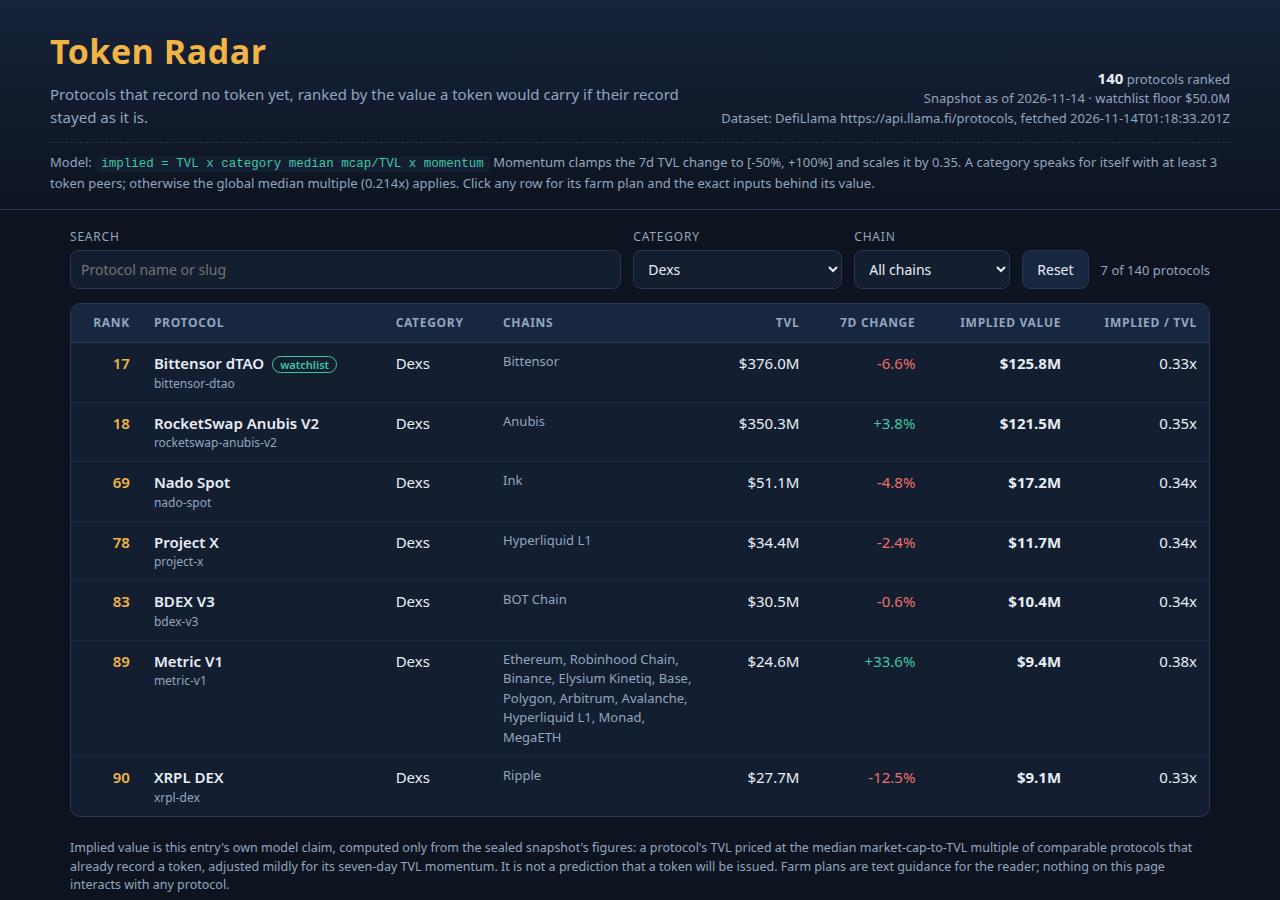 Token Radar
Protocols that record no token yet, ranked by the value a token would carry if their record
stayed as it is.
140 protocols ranked
Snapshot as of 2026-11-14 · watchlist floor $50.0M
Dataset: DefiLlama https://api.llama.fi/protocols, fetched 2026-11-14T01:18:33.201Z
Model: implied = TVL x category median mcap/TVL x momentum Momentum clamps the 7d TVL change to [-50%, +100%] and scales it by 0.35. A category speaks for itself with at least 3
token peers; otherwise the global median multiple (0.214x) applies. Click any row for its farm plan and the exact inputs behind its value.
SEARCH CATEGORY CHAIN
Protocol name or slug Dexs All chains Reset 7 of 140 protocols
RANK PROTOCOL CATEGORY CHAINS TVL 7D CHANGE IMPLIED VALUE IMPLIED / TVL
17 Bittensor dTAO watchlist Dexs Bittensor $376.0M -6.6% $125.8M 0.33x
bittensor-dtao
18 RocketSwap Anubis V2 Dexs Anubis $350.3M +3.8% $121.5M 0.35x
rocketswap-anubis-v2
69 Nado Spot Dexs Ink $51.1M -4.8% $17.2M 0.34x
nado-spot
78 Project X Dexs Hyperliquid L1 $34.4M -2.4% $11.7M 0.34x
project-x
83 BDEX V3 Dexs BOT Chain $30.5M -0.6% $10.4M 0.34x
bdex-v3
89 Metric V1 Dexs Ethereum, Robinhood Chain, $24.6M +33.6% $9.4M 0.38x
metric-v1 Binance, Elysium Kinetiq, Base,
Polygon, Arbitrum, Avalanche,
Hyperliquid L1, Monad,
MegaETH
90 XRPL DEX Dexs Ripple $27.7M -12.5% $9.1M 0.33x
xrpl-dex
Implied value is this entry's own model claim, computed only from the sealed snapshot's figures: a protocol's TVL priced at the median market-cap-to-TVL multiple of comparable protocols that
already record a token, adjusted mildly for its seven-day TVL momentum. It is not a prediction that a token will be issued. Farm plans are text guidance for the reader; nothing on this page
interacts with any protocol.